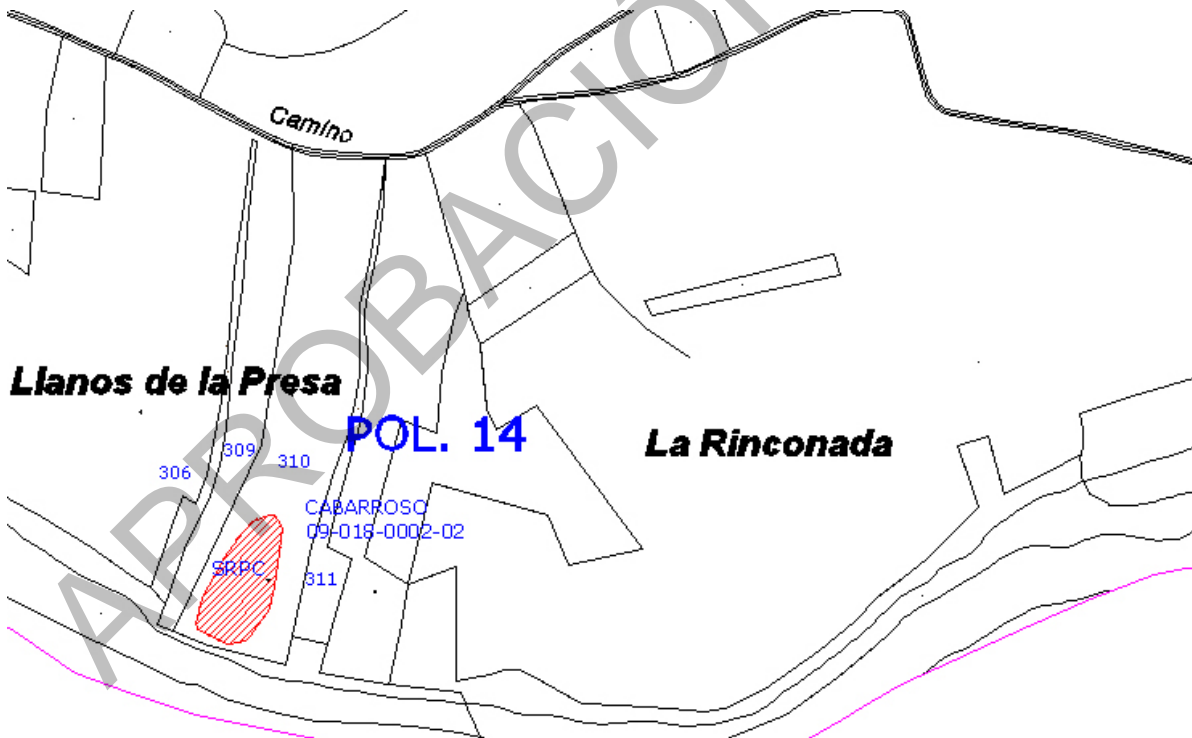 Camino
Llanos de la Presa
POL. 14
La Rinconada
309
306
310
CABARROSO
09-018-0002-02
SRPC
311
APROBACIÓN